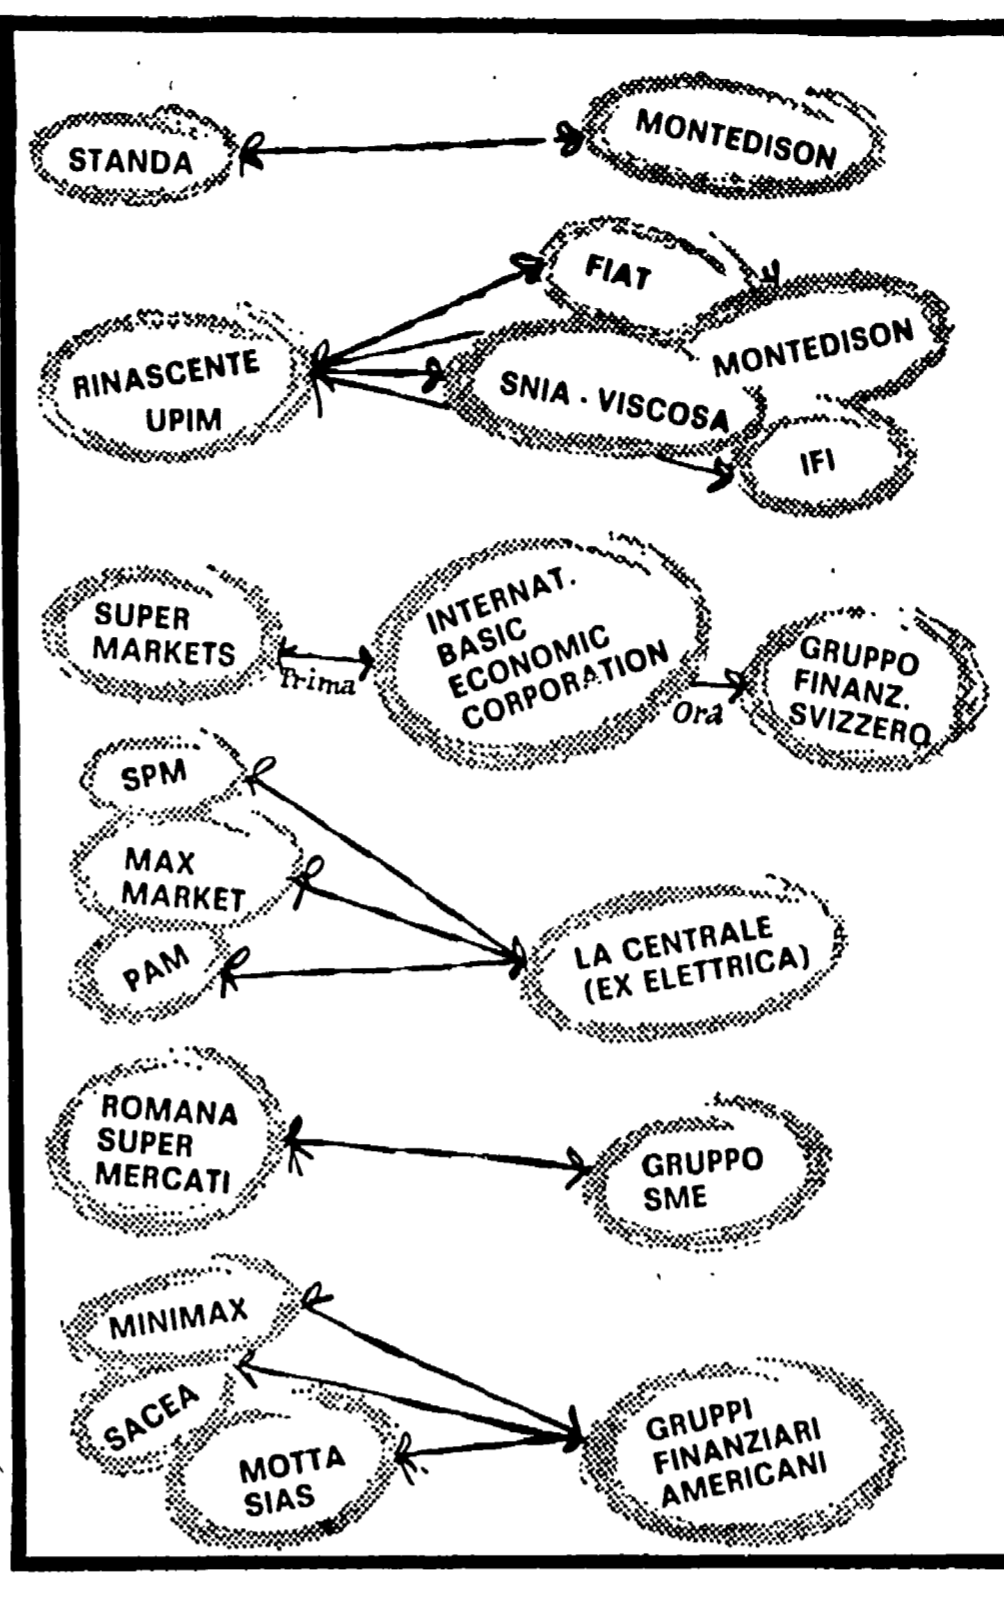 STANDA
MONTEDISON
FIAT
RINASCENTE
UPIM
SNIA - VISCOSA
MONTEDISON
IFI
SUPER
MARKETS
Prima
INTERNAT.
BASIC
ECONOMIC
CORPORATION
Ora
GRUPPO
FINANZ.
SVIZZERO
SPM
MAX
MARKET
PAM
LA CENTRALE
(EX ELETTRICA)
ROMANA
SUPER
MERCATI
GRUPPO
SME
MINIMAX
SACEA
MOTTA
SIAS
GRUPPI
FINANZIARI
AMERICANI